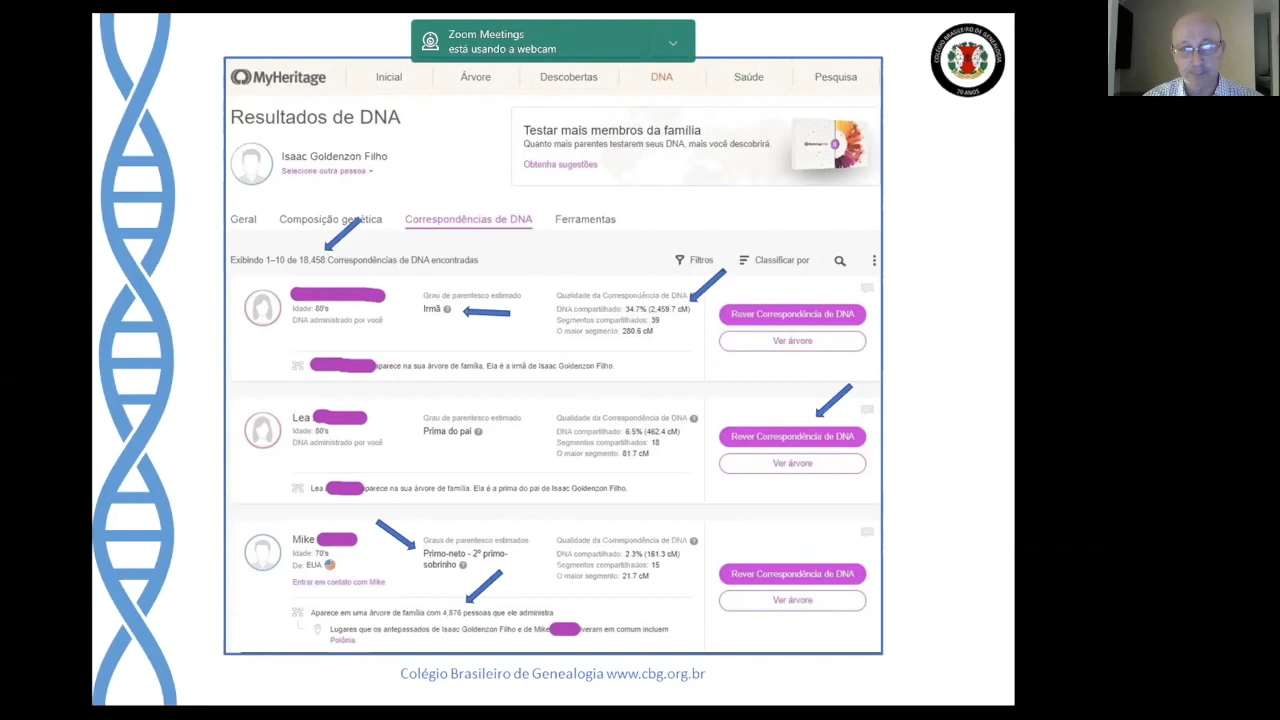 Zoom Meetings
está usando a webcam
COLÉGIO BRASILEIRO DE GENEALOGIA
70 ANOS
MyHeritage
Inicial
Árvore
Descobertas
DNA
Saúde
Pesquisa
Resultados de DNA
Isaac Goldenzon Filho
Selecione outra pessoa
Testar mais membros da família
Quanto mais parentes testarem seus DNA, mais você descobrirá.
Obtenha sugestões
Geral
Composição genética
Correspondências de DNA
Ferramentas
Exibindo 1–10 de 18,458 Correspondências de DNA encontradas
Filtros
Classificar por
Idade: 80's
DNA administrado por você
Grau de parentesco estimado
Irmã
Qualidade da Correspondência de DNA
DNA compartilhado: 34.7% (2,459.7 cM)
Segmentos compartilhados: 39
O maior segmento: 280.6 cM
Rever Correspondência de DNA
Ver árvore
aparece na sua árvore de família. Ela é a irmã de Isaac Goldenzon Filho.
Lea
Idade: 80's
DNA administrado por você
Grau de parentesco estimado
Prima do pai
Qualidade da Correspondência de DNA
DNA compartilhado: 6.5% (462.4 cM)
Segmentos compartilhados: 18
O maior segmento: 81.7 cM
Rever Correspondência de DNA
Ver árvore
Lea aparece na sua árvore de família. Ela é a prima do pai de Isaac Goldenzon Filho.
Mike
Idade: 70's
De: EUA
Entrar em contato com Mike
Graus de parentesco estimados
Primo-neto - 2º primo-
sobrinho
Qualidade da Correspondência de DNA
DNA compartilhado: 2.3% (161.3 cM)
Segmentos compartilhados: 15
O maior segmento: 21.7 cM
Rever Correspondência de DNA
Ver árvore
Aparece em uma árvore de família com 4,876 pessoas que ele administra
Lugares que os antepassados de Isaac Goldenzon Filho e de Mike veram em comum incluem
Polônia.
Colégio Brasileiro de Genealogia www.cbg.org.br